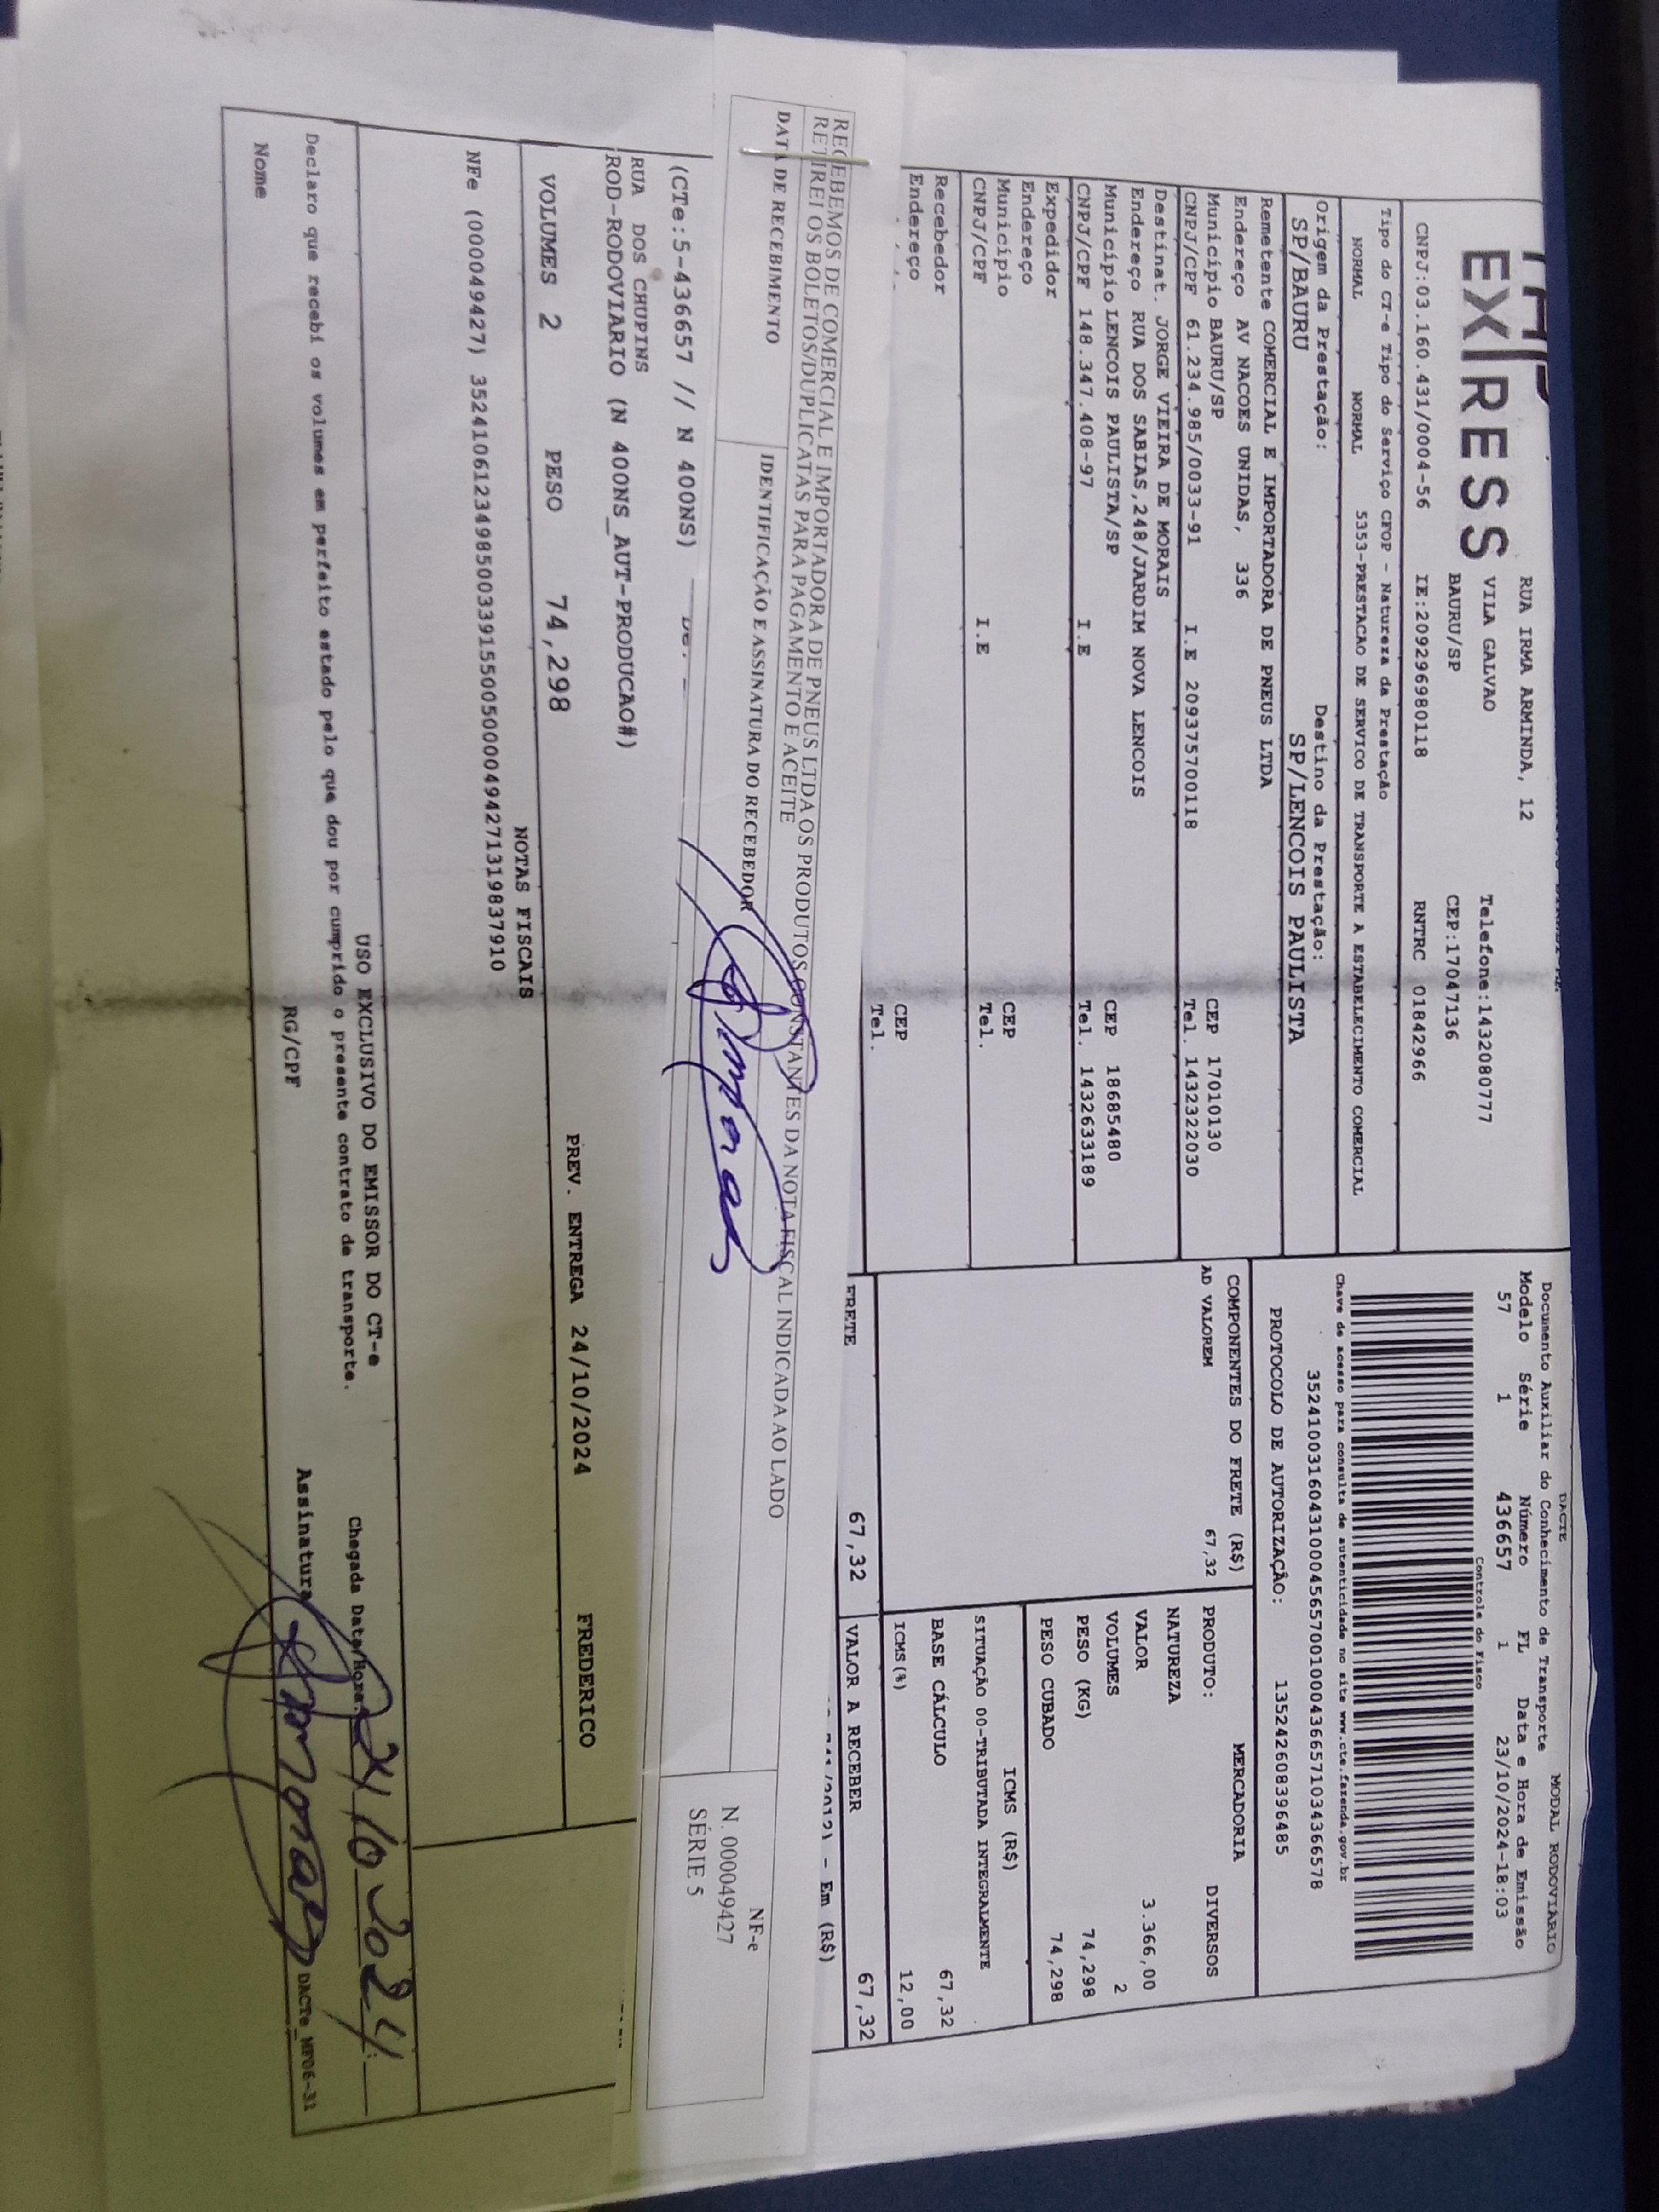 EXPRESS
RUA IRMA ARMINDA, 12
VILA GALVAO
Telefone:1432080777
BAURU/SP
CEP:17047136
CNPJ:03.160.431/0004-56 IE:209296980118 RNTRC 01842966
Tipo do CT-e Tipo do Serviço CFOP - Natureza da Prestação
NORMAL NORMAL 5353-PRESTACAO DE SERVICO DE TRANSPORTE A ESTABELECIMENTO COMERCIAL
Origem da Prestação: Destino da Prestação:
SP/BAURU SP/LENCOIS PAULISTA
Remetente COMERCIAL E IMPORTADORA DE PNEUS LTDA
Endereço AV NACOES UNIDAS, 336
Município BAURU/SP CEP 17010130
CNPJ/CPF 61.234.985/0033-91 I.E 209375700118 Tel. 1432322030
Destinat. JORGE VIEIRA DE MORAIS
Endereço RUA DOS SABIAS,248/JARDIM NOVA LENCOIS
Município LENCOIS PAULISTA/SP CEP 18685480
CNPJ/CPF 148.347.408-97 I.E Tel. 1432633189
Expedidor
Endereço
Município CEP
CNPJ/CPF I.E Tel.
Recebedor
Endereço
CEP
Tel.
DACTE MODAL RODOVIÁRIO
Documento Auxiliar do Conhecimento de Transporte
Modelo Série Número FL Data e Hora de Emissão
57 1 436657 1 23/10/2024-18:03
Controle do Fisco
Chave de acesso para consulta de autenticidade no site www.cte.fazenda.gov.br
35241003160431000456570010004366571034366578
PROTOCOLO DE AUTORIZAÇÃO: 135242608396485
COMPONENTES DO FRETE (R$)
AD VALOREM 67,32
MERCADORIA
PRODUTO: DIVERSOS
NATUREZA
VALOR 3.366,00
VOLUMES 2
PESO (KG) 74,298
PESO CUBADO 74,298
ICMS (R$)
SITUAÇÃO 00-TRIBUTADA INTEGRALMENTE
BASE CÁLCULO 67,32
ICMS (%) 12,00
FRETE 67,32
VALOR A RECEBER 67,32
- Em (R$)
RECEBEMOS DE COMERCIAL E IMPORTADORA DE PNEUS LTDA OS PRODUTOS CONSTANTES DA NOTA FISCAL INDICADA AO LADO
RETIREI OS BOLETOS/DUPLICATAS PARA PAGAMENTO E ACEITE
DATA DE RECEBIMENTO
IDENTIFICAÇÃO E ASSINATURA DO RECEBEDOR
NF-e
N. 000049427
SÉRIE 5
(CTe:5-436657 // N 400NS)
RUA DOS CHUPINS
ROD-RODOVIARIO (N 400NS_AUT-PRODUCAO#)
VOLUMES 2 PESO 74,298 PREV. ENTREGA 24/10/2024 FREDERICO
NOTAS FISCAIS
NFe (000049427) 35241061234985003391550050000494271319837910
USO EXCLUSIVO DO EMISSOR DO CT-e
Declaro que recebi os volumes em perfeito estado pelo que dou por cumprido o presente contrato de transporte.
Chegada Data/Hora: 24 10 2024
Nome RG/CPF Assinatura
DACTe_MF06-31